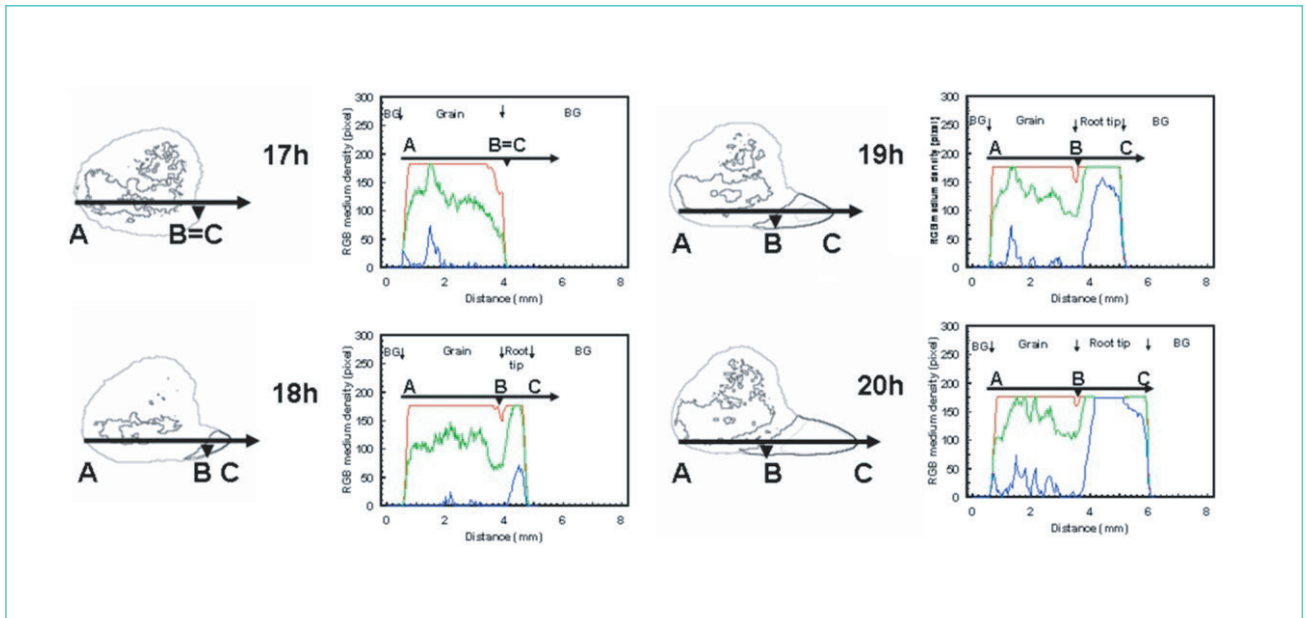 17h
A
B=C
RGB medium density (pixel)
300
250
200
150
100
50
0
BG
Grain
BG
A
B=C
0 2 4 6 8
Distance (mm)
19h
A
B
C
RGB medium density (pixel)
300
250
200
150
100
50
0
BG
Grain
Root tip
BG
A
B
C
0 2 4 6 8
Distance (mm)
18h
A
B
C
RGB medium density (pixel)
300
250
200
150
100
50
0
BG
Grain
Root
tip
BG
A
B
C
0 2 4 6 8
Distance (mm)
20h
A
B
C
RGB medium density (pixel)
300
250
200
150
100
50
0
BG
Grain
Root tip
BG
A
B
C
0 2 4 6 8
Distance (mm)